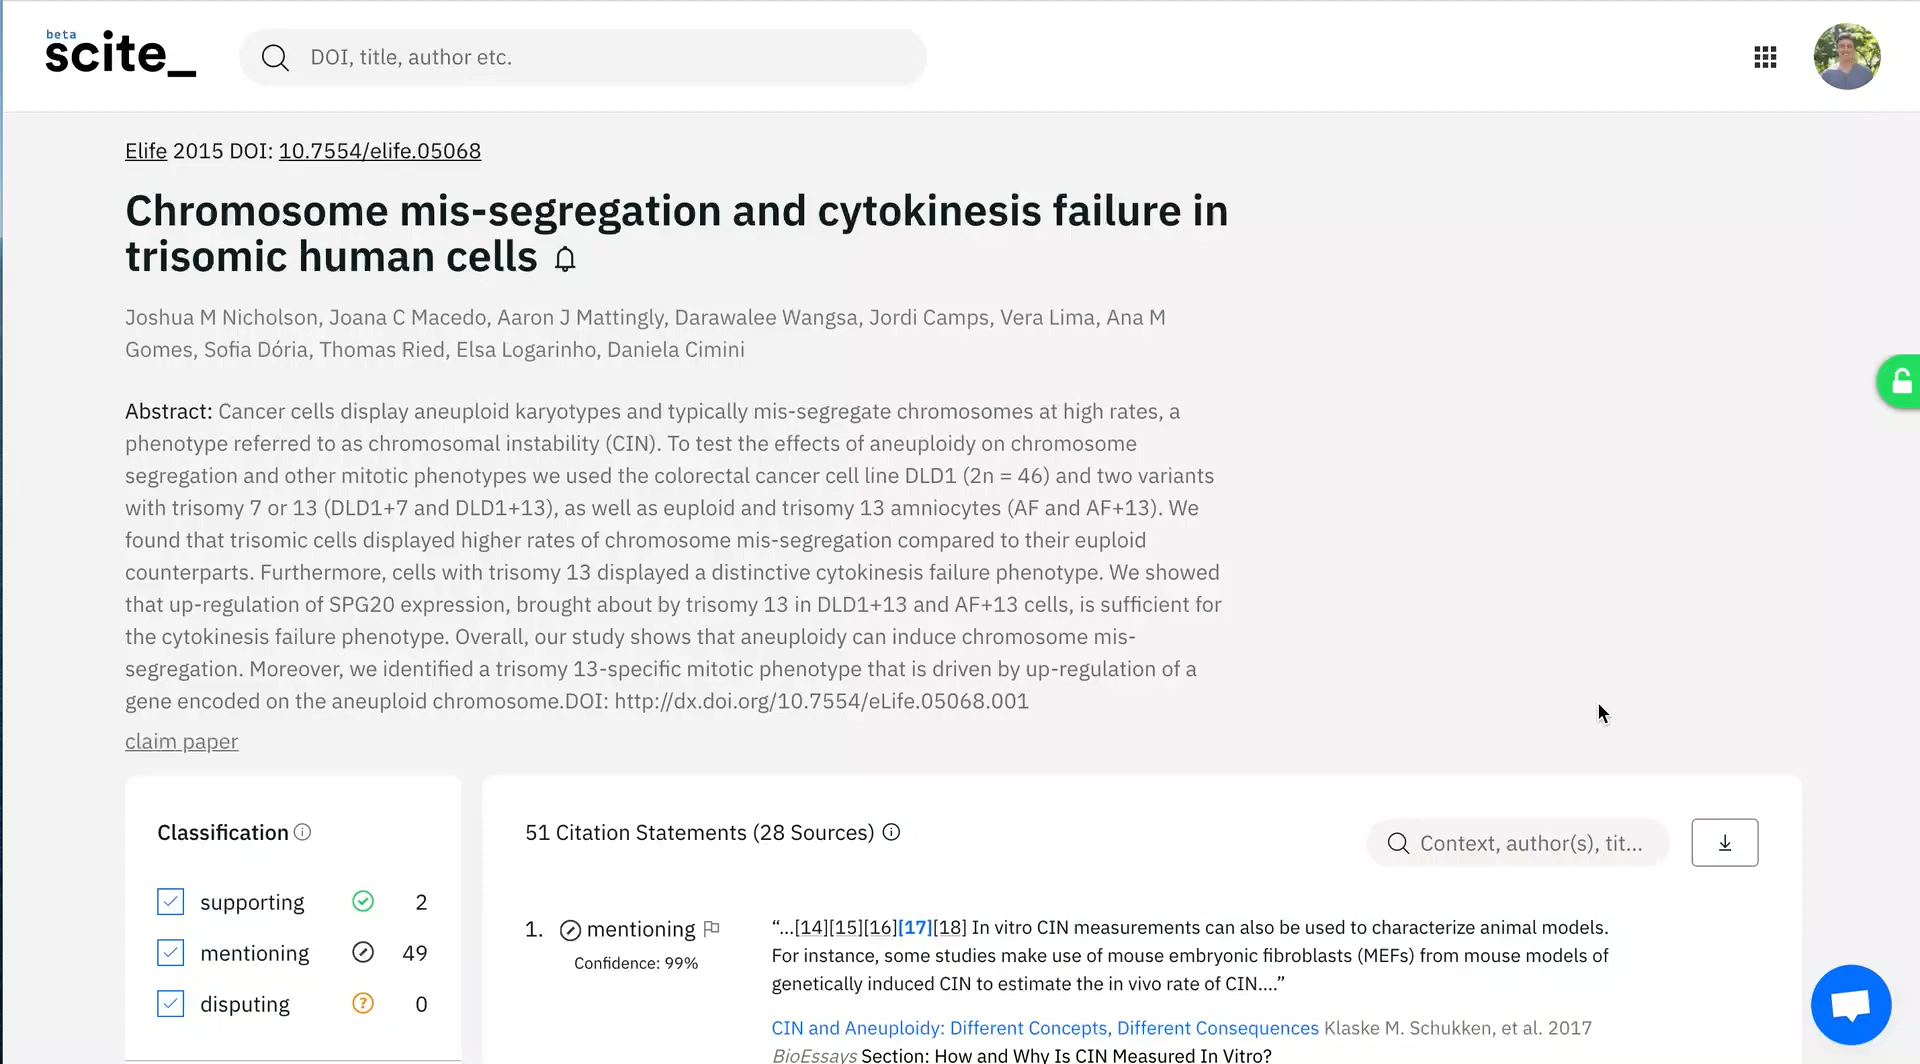 beta
scite_
DOI, title, author etc.
Elife 2015 DOI: 10.7554/elife.05068
Chromosome mis-segregation and cytokinesis failure in
trisomic human cells
Joshua M Nicholson, Joana C Macedo, Aaron J Mattingly, Darawalee Wangsa, Jordi Camps, Vera Lima, Ana M
Gomes, Sofia Dória, Thomas Ried, Elsa Logarinho, Daniela Cimini
Abstract: Cancer cells display aneuploid karyotypes and typically mis-segregate chromosomes at high rates, a
phenotype referred to as chromosomal instability (CIN). To test the effects of aneuploidy on chromosome
segregation and other mitotic phenotypes we used the colorectal cancer cell line DLD1 (2n = 46) and two variants
with trisomy 7 or 13 (DLD1+7 and DLD1+13), as well as euploid and trisomy 13 amniocytes (AF and AF+13). We
found that trisomic cells displayed higher rates of chromosome mis-segregation compared to their euploid
counterparts. Furthermore, cells with trisomy 13 displayed a distinctive cytokinesis failure phenotype. We showed
that up-regulation of SPG20 expression, brought about by trisomy 13 in DLD1+13 and AF+13 cells, is sufficient for
the cytokinesis failure phenotype. Overall, our study shows that aneuploidy can induce chromosome mis-
segregation. Moreover, we identified a trisomy 13-specific mitotic phenotype that is driven by up-regulation of a
gene encoded on the aneuploid chromosome.DOI: http://dx.doi.org/10.7554/eLife.05068.001
claim paper
Classification
supporting 2
mentioning 49
disputing 0
51 Citation Statements (28 Sources)
Context, author(s), tit...
1. mentioning
Confidence: 99%
“...[14][15][16][17][18] In vitro CIN measurements can also be used to characterize animal models.
For instance, some studies make use of mouse embryonic fibroblasts (MEFs) from mouse models of
genetically induced CIN to estimate the in vivo rate of CIN....”
CIN and Aneuploidy: Different Concepts, Different Consequences Klaske M. Schukken, et al. 2017
BioEssays Section: How and Why Is CIN Measured In Vitro?